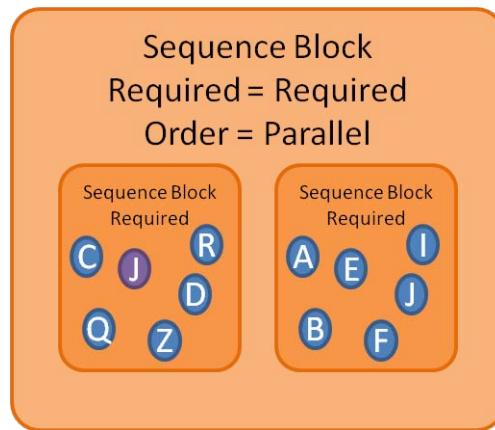 Sequence Block
Required = Required
Order = Parallel
Sequence Block
Required
C
J
R
D
Q
Z
Sequence Block
Required
A
E
I
J
B
F